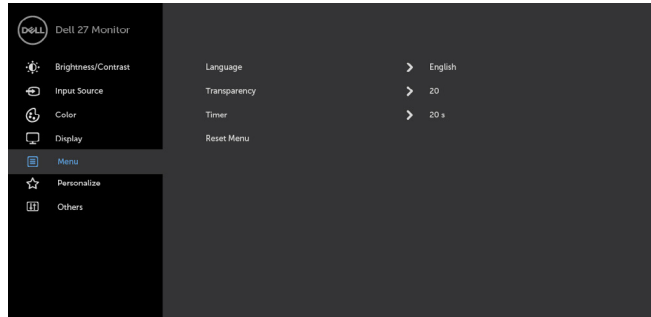 DELL Dell 27 Monitor
Brightness/Contrast
Input Source
Color
Display
Menu
Personalize
Others
Language English
Transparency 20
Timer 20 s
Reset Menu